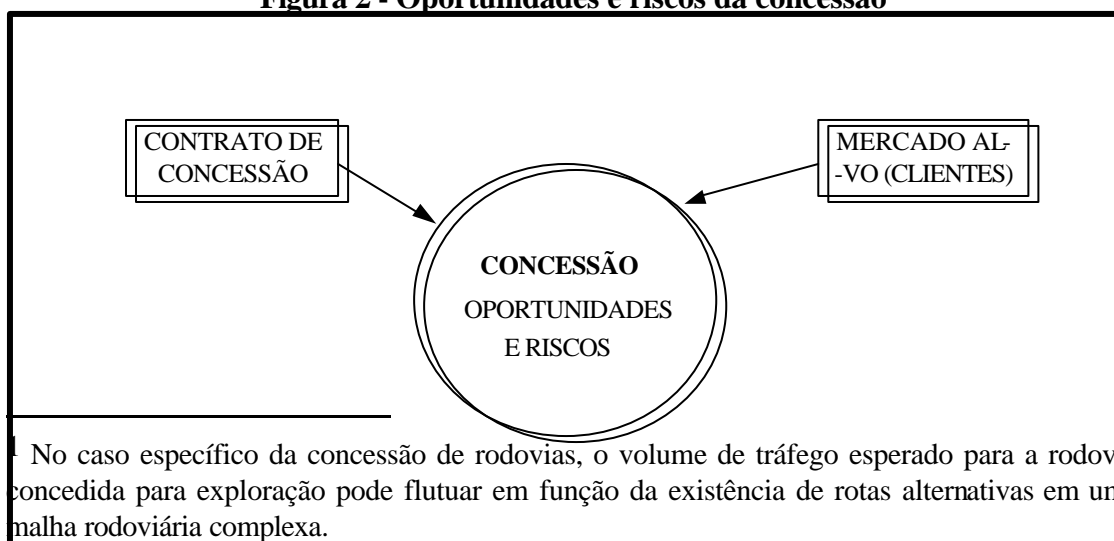 Figura 2 - Oportunidades e riscos da concessão
CONTRATO DE
CONCESSÃO
MERCADO AL-
-VO (CLIENTES)
CONCESSÃO
OPORTUNIDADES
E RISCOS
1 No caso específico da concessão de rodovias, o volume de tráfego esperado para a rodov
concedida para exploração pode flutuar em função da existência de rotas alternativas em un
malha rodoviária complexa.